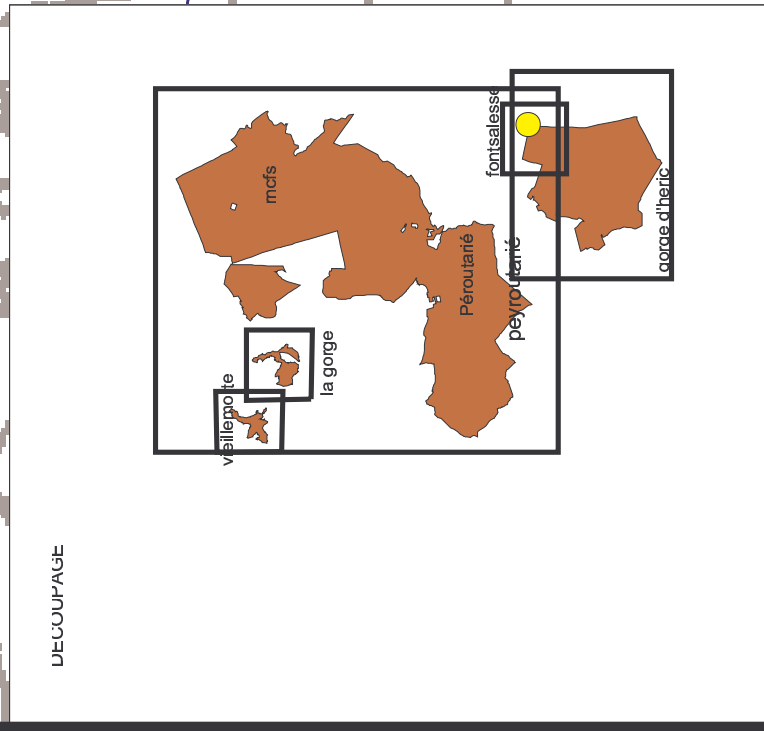 DECOUPAGE
vieillemorte
mcfs
la gorge
Péroutarié
fontsalesse
peyroutarié
gorge d'heric